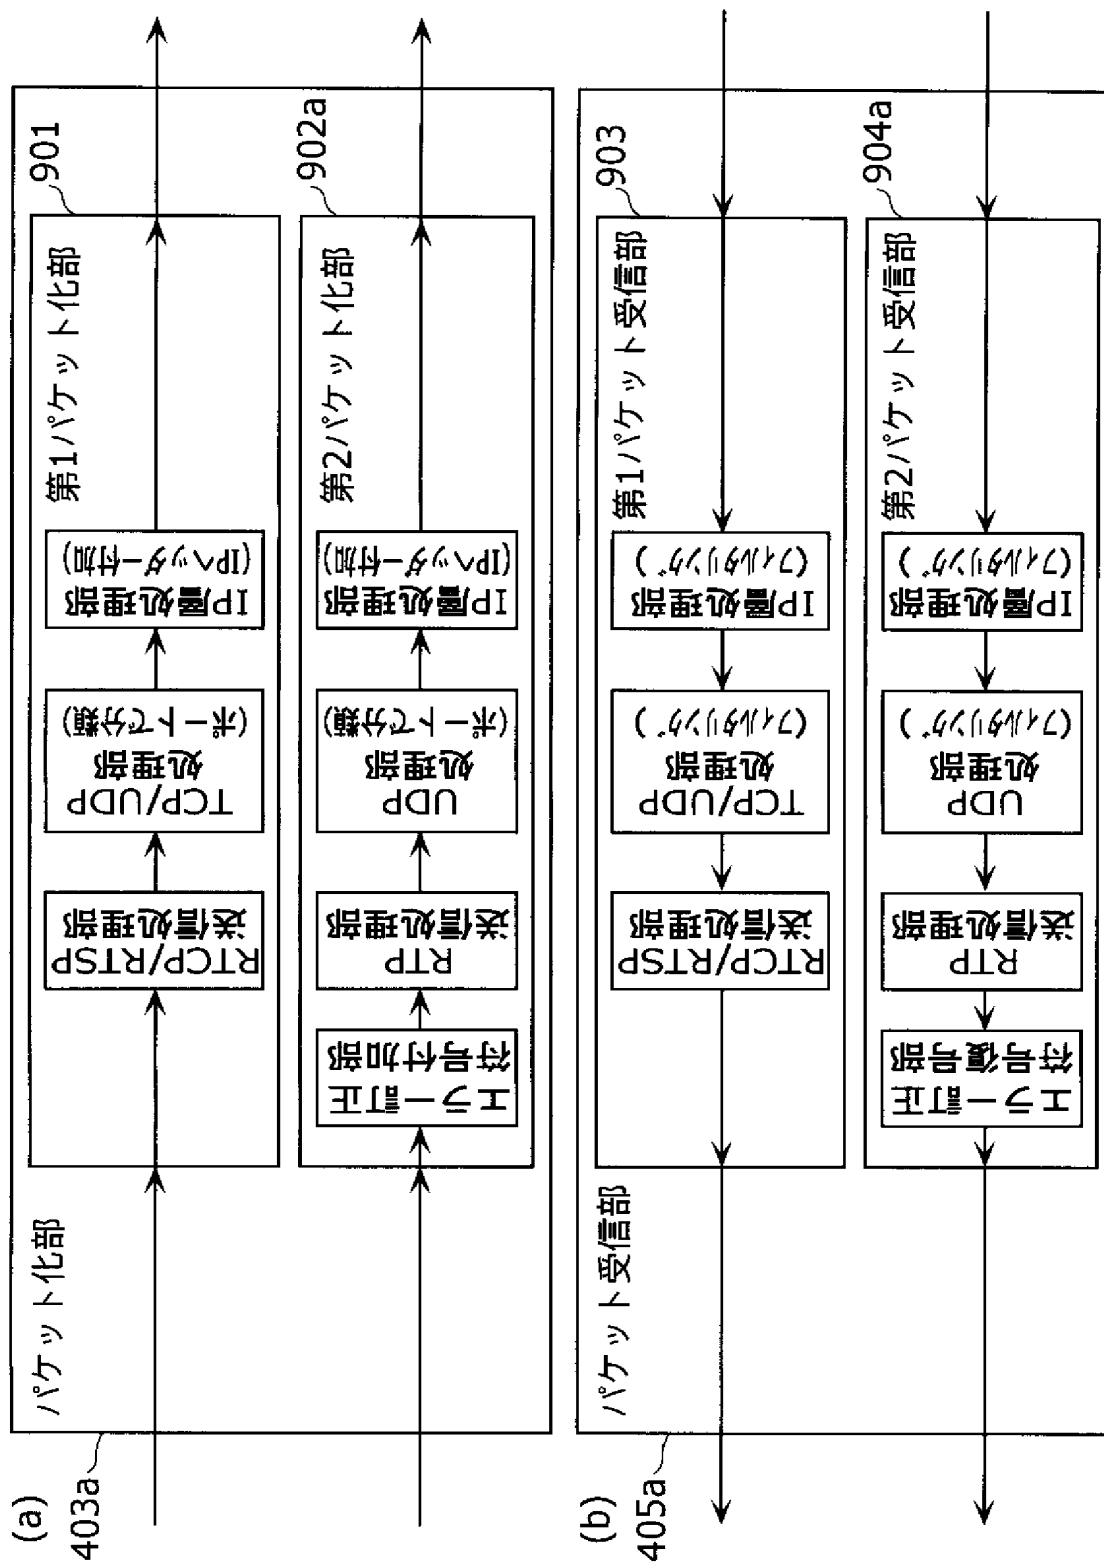 (a)
403a
パケット化部
901
第1パケット化部
RTCP/RTSP
送信処理部
TCP/UDP
処理部
(ポートで分類)
IP層処理部
(IPヘッダー付加)
902a
第2パケット化部
エラー訂正
符号付加部
RTP
送信処理部
UDP
処理部
(ポートで分類)
IP層処理部
(IPヘッダー付加)
(b)
405a
パケット受信部
903
第1パケット受信部
IP層処理部
(フィルタリング)
TCP/UDP
処理部
(フィルタリング)
RTCP/RTSP
送信処理部
904a
第2パケット受信部
IP層処理部
(フィルタリング)
UDP
処理部
(フィルタリング)
RTP
送信処理部
エラー訂正
符号復号部